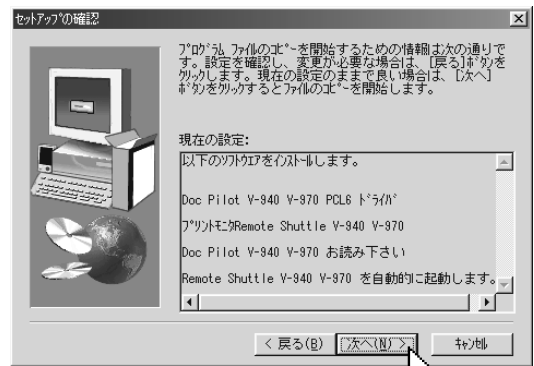 セットアップの確認
ﾌﾟﾛｸﾞﾗﾑ ﾌｧｲﾙのｺﾋﾟｰを開始するための情報は次の通りで
す。設定を確認し、変更が必要な場合は、[戻る]ﾎﾞﾀﾝを
ｸﾘｯｸします。現在の設定のままで良い場合は、[次へ]
ﾎﾞﾀﾝをｸﾘｯｸするとﾌｧｲﾙのｺﾋﾟｰを開始します。
現在の設定:
以下のｿﾌﾄｳｪｱをｲﾝｽﾄｰﾙします。
Doc Pilot V-940 V-970 PCL6 ﾄﾞﾗｲﾊﾞ
ﾌﾟﾘﾝﾄﾓﾆﾀRemote Shuttle V-940 V-970
Doc Pilot V-940 V-970 お読み下さい
Remote Shuttle V-940 V-970 を自動的に起動します。
< 戻る(B) 次へ(N) > ｷｬﾝｾﾙ